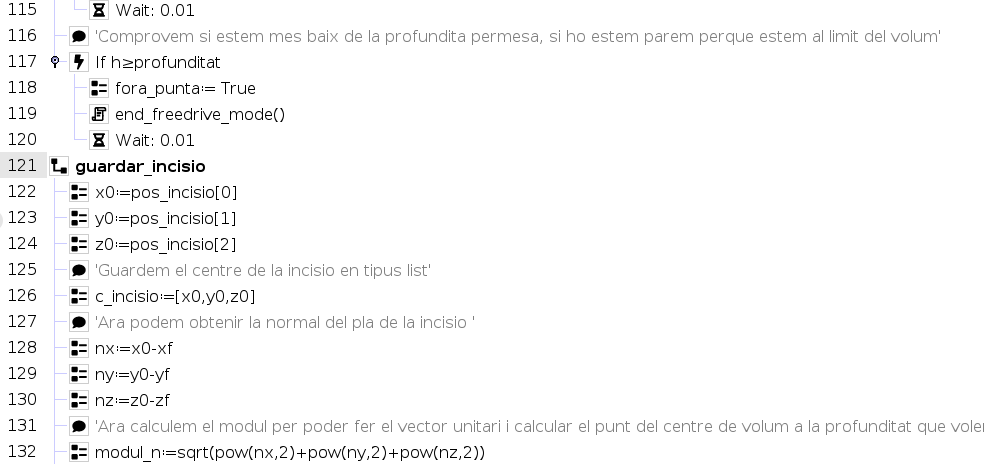 115 Wait: 0.01
116 'Comprovem si estem mes baix de la profundita permesa, si ho estem parem perque estem al limit del volum'
117 If h≥profunditat
118 fora_punta≔ True
119 end_freedrive_mode()
120 Wait: 0.01
121 guardar_incisio
122 x0≔pos_incisio[0]
123 y0≔pos_incisio[1]
124 z0≔pos_incisio[2]
125 'Guardem el centre de la incisio en tipus list'
126 c_incisio≔[x0,y0,z0]
127 'Ara podem obtenir la normal del pla de la incisio '
128 nx≔x0-xf
129 ny≔y0-yf
130 nz≔z0-zf
131 'Ara calculem el modul per poder fer el vector unitari i calcular el punt del centre de volum a la profunditat que
132 modul_n≔sqrt(pow(nx,2)+pow(ny,2)+pow(nz,2))